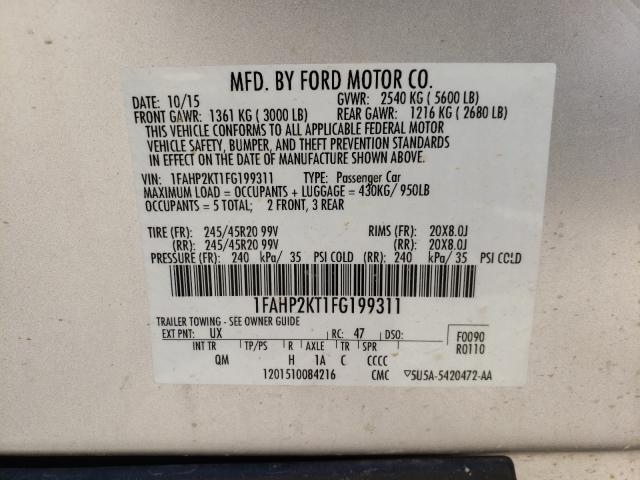 MFD. BY FORD MOTOR CO.
DATE: 10/15 GVWR: 2540 KG ( 5600 LB)
FRONT GAWR: 1361 KG ( 3000 LB) REAR GAWR: 1216 KG ( 2680 LB)
THIS VEHICLE CONFORMS TO ALL APPLICABLE FEDERAL MOTOR
VEHICLE SAFETY, BUMPER, AND THEFT PREVENTION STANDARDS
IN EFFECT ON THE DATE OF MANUFACTURE SHOWN ABOVE.
VIN: 1FAHP2KT1FG199311 TYPE: Passenger Car
MAXIMUM LOAD = OCCUPANTS + LUGGAGE = 430KG/ 950LB
OCCUPANTS = 5 TOTAL; 2 FRONT, 3 REAR
TIRE (FR): 245/45R20 99V RIMS (FR): 20X8.0J
(RR): 245/45R20 99V (RR): 20X8.0J
PRESSURE (FR): 240 kPa/ 35 PSI COLD (RR): 240 kPa/ 35 PSI COLD
1FAHP2KT1FG199311
TRAILER TOWING - SEE OWNER GUIDE
EXT PNT: UX RC: 47 DSO: F0090
INT TR TP/PS R AXLE TR SPR R0110
QM H 1A C CCCC
1201510084216 CMC ▽5U5A-5420472-AA